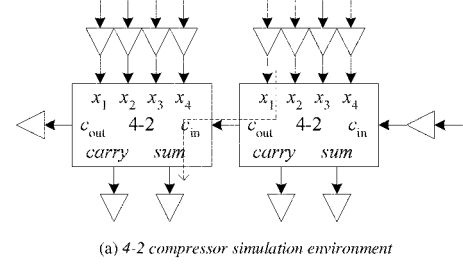 x1 x2 x3 x4 x1 x2 x3 x4
cout 4-2 cin cout 4-2 cin
carry sum carry sum
(a) 4-2 compressor simulation environment